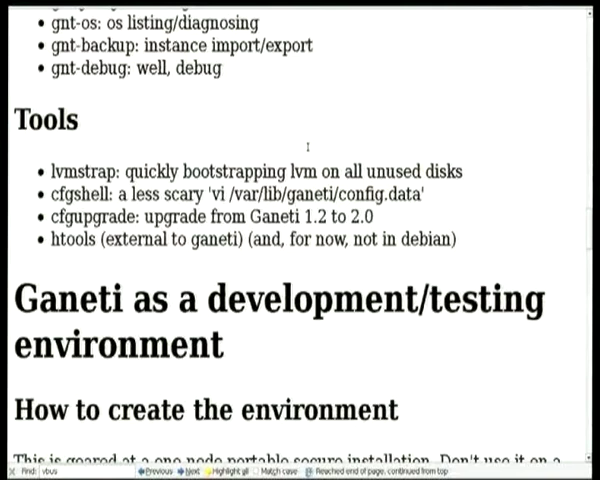 • gnt-os: os listing/diagnosing
• gnt-backup: instance import/export
• gnt-debug: well, debug
Tools
• lvmstrap: quickly bootstrapping lvm on all unused disks
• cfgshell: a less scary 'vi /var/lib/ganeti/config.data'
• cfgupgrade: upgrade from Ganeti 1.2 to 2.0
• htools (external to ganeti) (and, for now, not in debian)
Ganeti as a development/testing
environment
How to create the environment
This is geared at a one node portable secure installation. Don't use it on a
Find: vbus Previous Next Highlight all Match case Reached end of page, continued from top